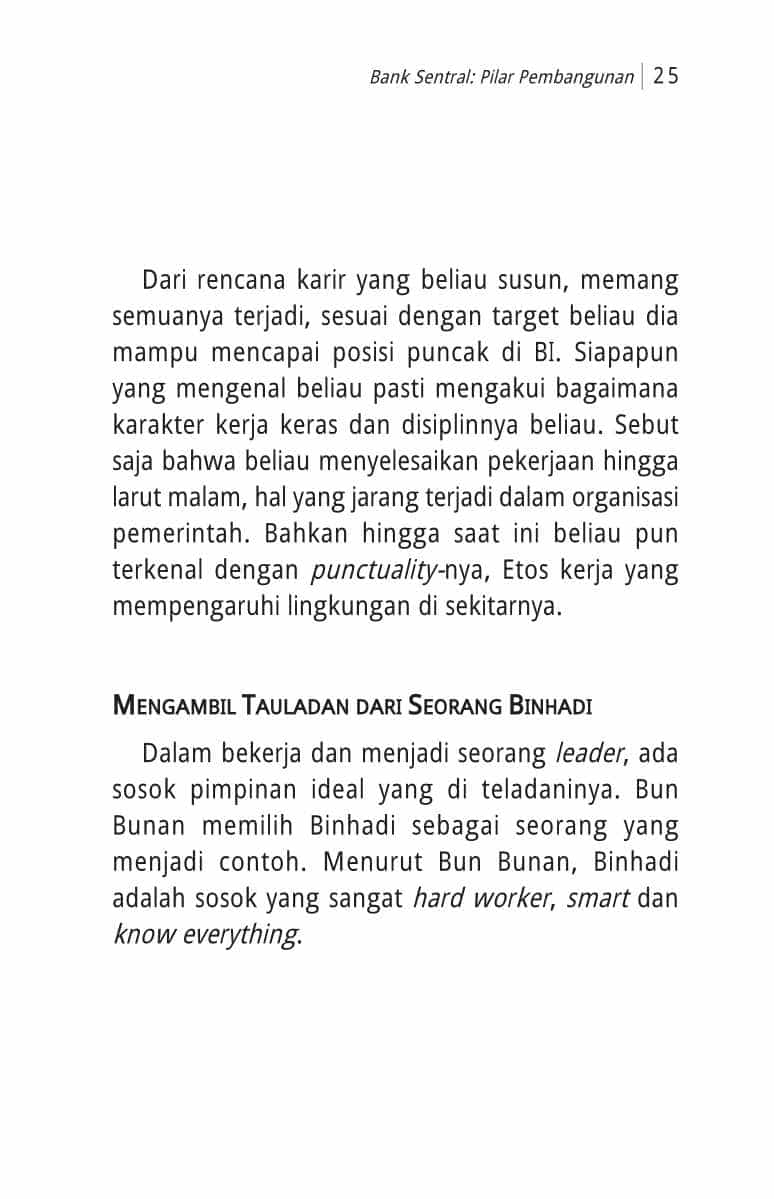 Bank Sentral: Pilar Pembangunan | 25
Dari rencana karir yang beliau susun, memang
semuanya terjadi, sesuai dengan target beliau dia
mampu mencapai posisi puncak di BI. Siapapun
yang mengenal beliau pasti mengakui bagaimana
karakter kerja keras dan disiplinnya beliau. Sebut
saja bahwa beliau menyelesaikan pekerjaan hingga
larut malam, hal yang jarang terjadi dalam organisasi
pemerintah. Bahkan hingga saat ini beliau pun
terkenal dengan punctuality-nya, Etos kerja yang
mempengaruhi lingkungan di sekitarnya.
MENGAMBIL TAULADAN DARI SEORANG BINHADI
Dalam bekerja dan menjadi seorang leader, ada
sosok pimpinan ideal yang di teladaninya. Bun
Bunan memilih Binhadi sebagai seorang yang
menjadi contoh. Menurut Bun Bunan, Binhadi
adalah sosok yang sangat hard worker, smart dan
know everything.